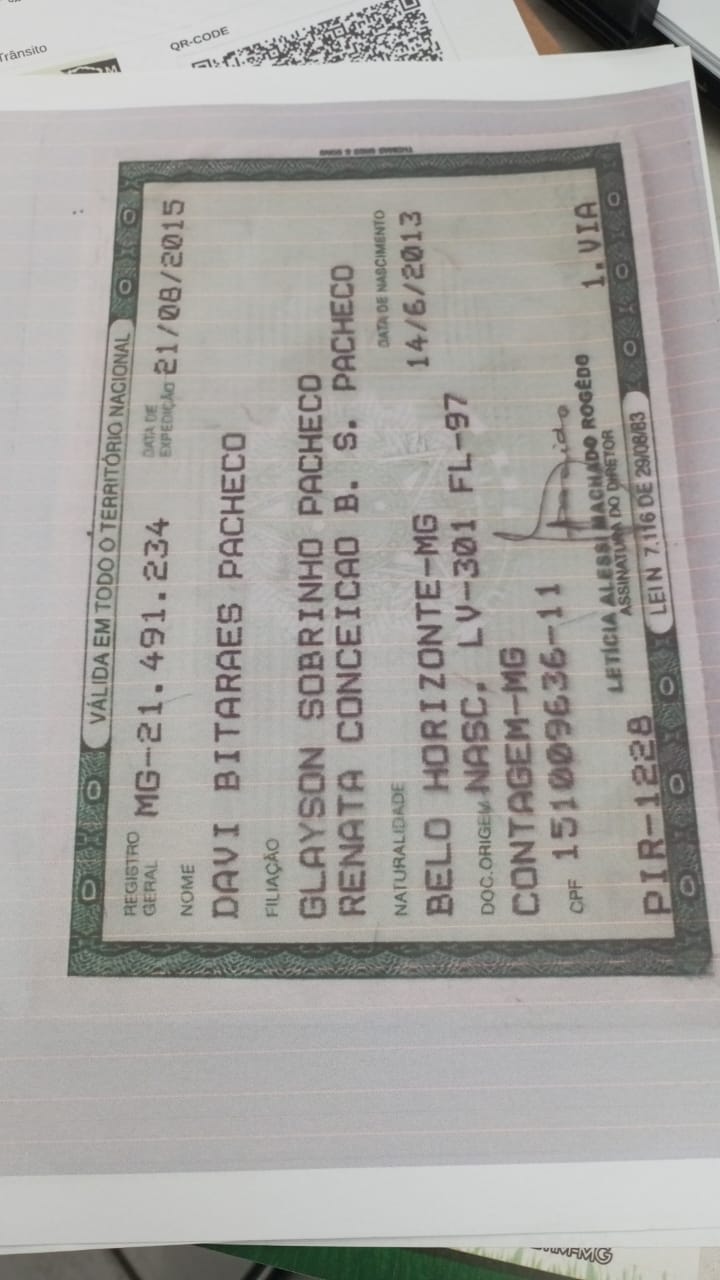 Trânsito
QR-CODE
VÁLIDA EM TODO O TERRITÓRIO NACIONAL
REGISTRO GERAL MG-21.491.234 DATA DE EXPEDIÇÃO 21/08/2015
NOME
DAVI BITARAES PACHECO
FILIAÇÃO
GLAYSON SOBRINHO PACHECO
RENATA CONCEICAO B. S. PACHECO
NATURALIDADE DATA DE NASCIMENTO
BELO HORIZONTE-MG 14/6/2013
DOC.ORIGEM NASC. LV-301 FL-97
CONTAGEM-MG
CPF 151009636-11
PIR-1228 LETÍCIA ALESSI MACHADO ROGÊDO 1.VIA
ASSINATURA DO DIRETOR
LEI N 7.116 DE 29/08/83